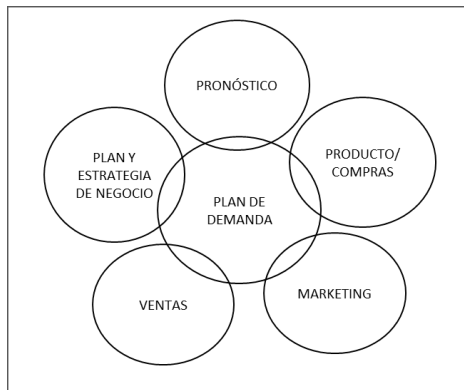 PRONÓSTICO
PLAN Y
ESTRATEGIA
DE NEGOCIO
PRODUCTO/
COMPRAS
PLAN DE
DEMANDA
VENTAS
MARKETING